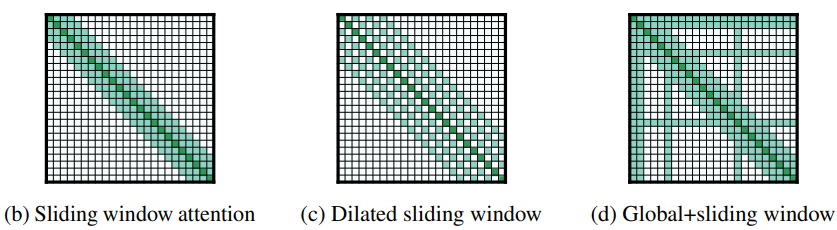 (b) Sliding window attention
(c) Dilated sliding window
(d) Global+sliding window